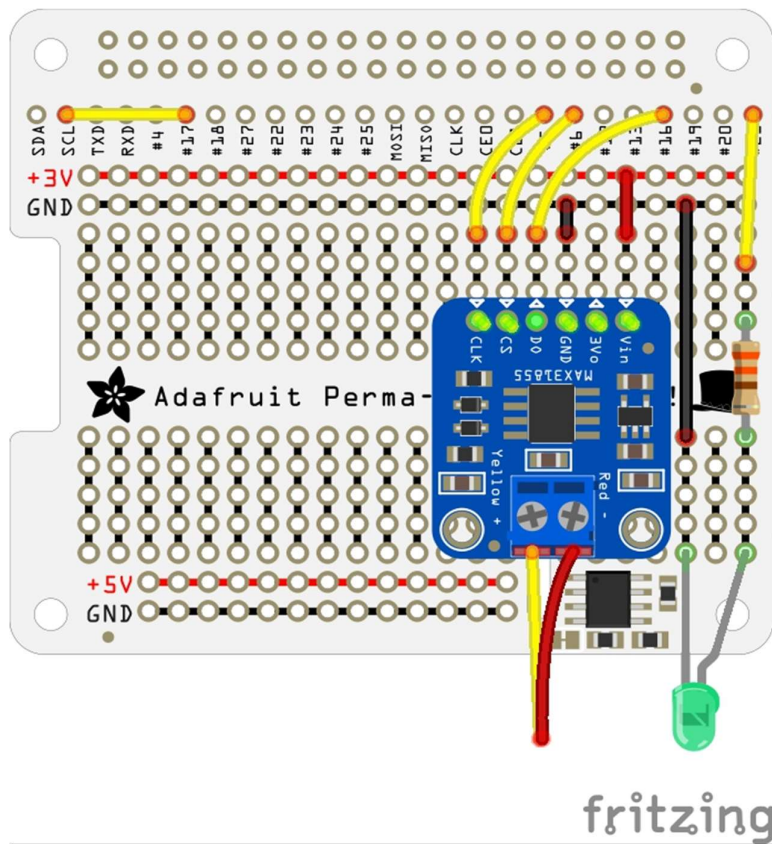 SDA
SCL
TXD
RXD
#4
#17
#18
#27
#22
#23
#24
#25
MOSI
MISO
CLK
CE0
#6
#16
#19
#20
+3V
GND
CLK
CS
DO
GND
3Vo
Vin
MAX31855
Adafruit Perma-
!
Yellow +
Red -
+5V
GND
fritzing